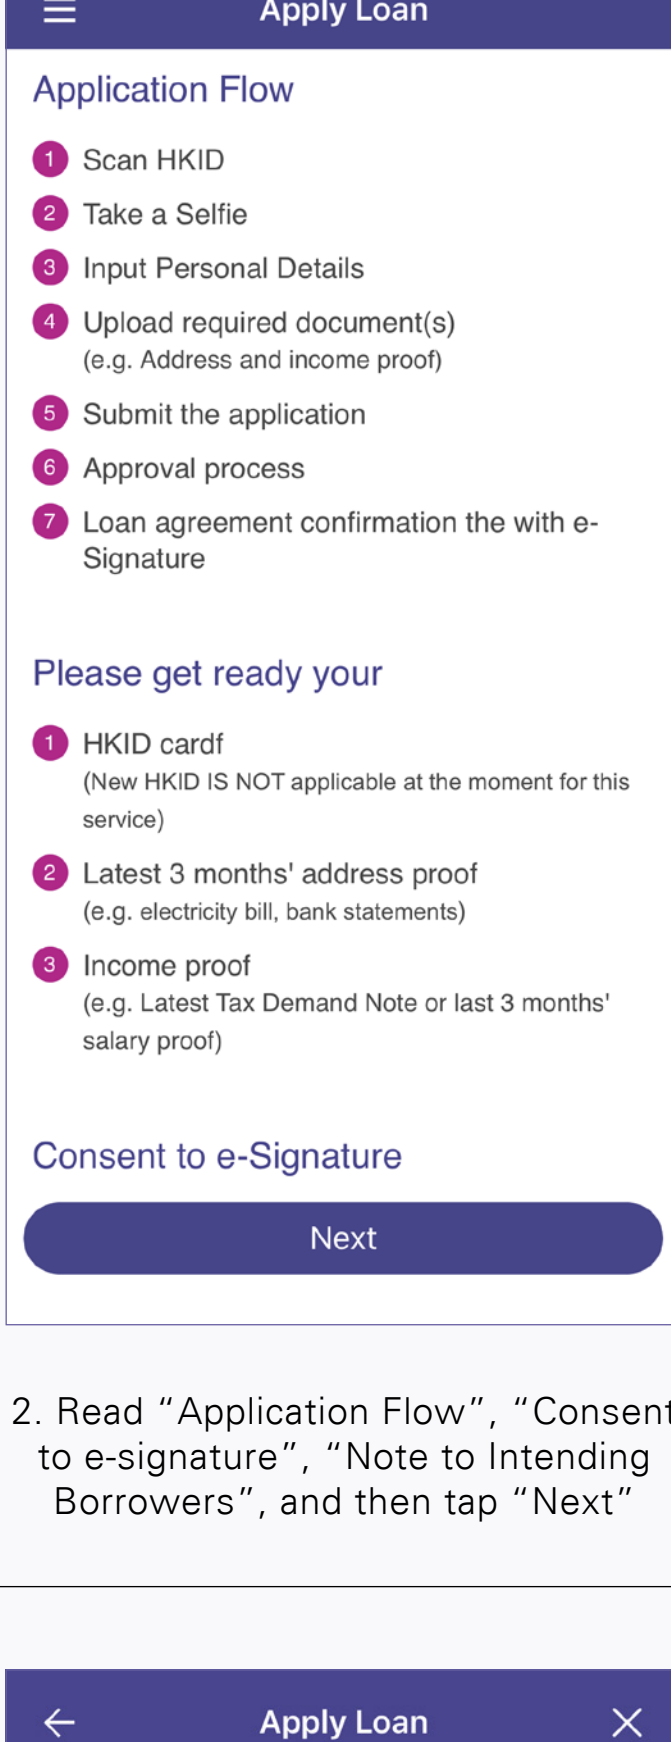 Apply Loan
Application Flow
1 Scan HKID
2 Take a Selfie
3 Input Personal Details
4 Upload required document(s)
(e.g. Address and income proof)
5 Submit the application
6 Approval process
7 Loan agreement confirmation the with e-
Signature
Please get ready your
1 HKID cardf
(New HKID IS NOT applicable at the moment for this
service)
2 Latest 3 months' address proof
(e.g. electricity bill, bank statements)
3 Income proof
(e.g. Latest Tax Demand Note or last 3 months'
salary proof)
Consent to e-Signature
Next
2. Read “Application Flow”, “Consent
to e-signature”, “Note to Intending
Borrowers”, and then tap “Next”
Apply Loan